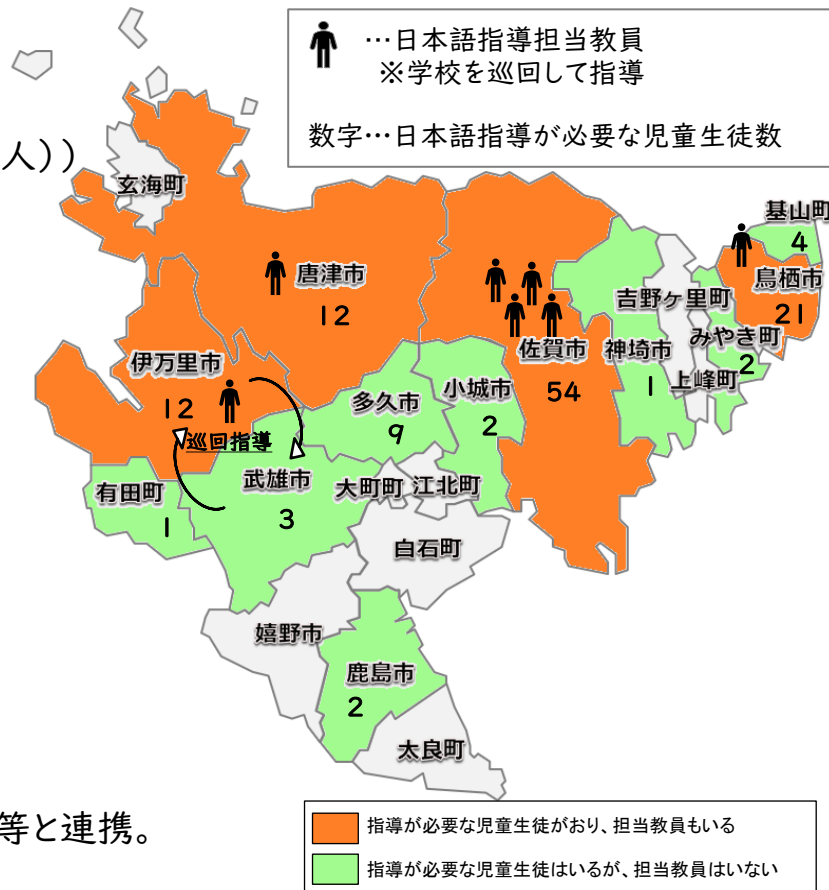 …日本語指導担当教員
※学校を巡回して指導
数字…日本語指導が必要な児童生徒数
人))
玄海町
唐津市
12
伊万里市
12
巡回指導
有田町
1
武雄市
3
多久市
9
小城市
2
佐賀市
54
神埼市
1
吉野ヶ里町
上峰町
みやき町
2
基山町
4
鳥栖市
21
大町町
江北町
白石町
嬉野市
鹿島市
2
太良町
等と連携。
指導が必要な児童生徒がおり、担当教員もいる
指導が必要な児童生徒はいるが、担当教員はいない